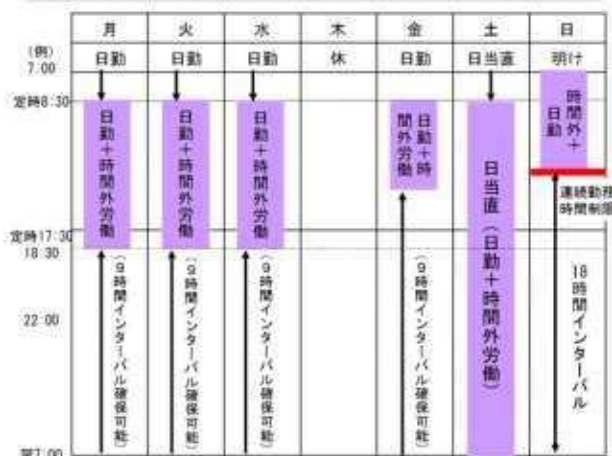 月 火 水 木 金 土 日
日勤 日勤 日勤 休 日勤 日当直 明け
(例)
7:00
定時8:30
定時17:30
18:30
22:00
翌7:00
日勤+時間外労働
(9時間インターバル確保可能)
日勤+時間外労働
(9時間インターバル確保可能)
日勤+時間外労働
(9時間インターバル確保可能)
日勤+時
間外労働
(9時間インターバル確保可能)
日当直(日勤+時間外労働)
時間外+
日勤
連続勤務
時間制限
18時間インターバル